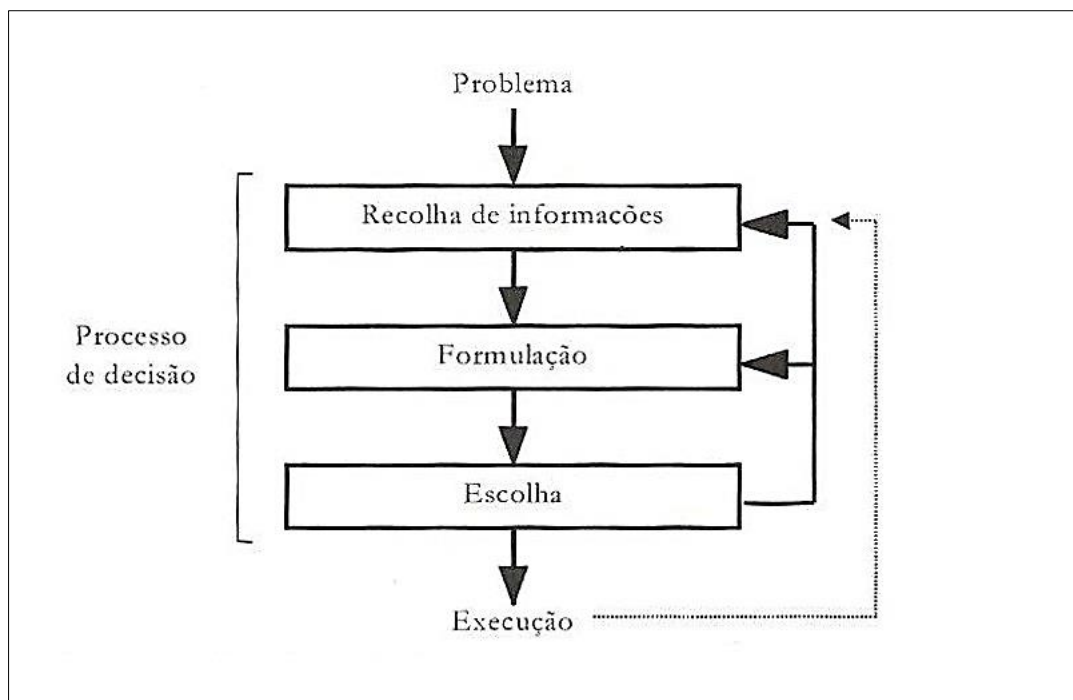 Problema
Recolha de informações
Processo
de decisão
Formulação
Escolha
Execução